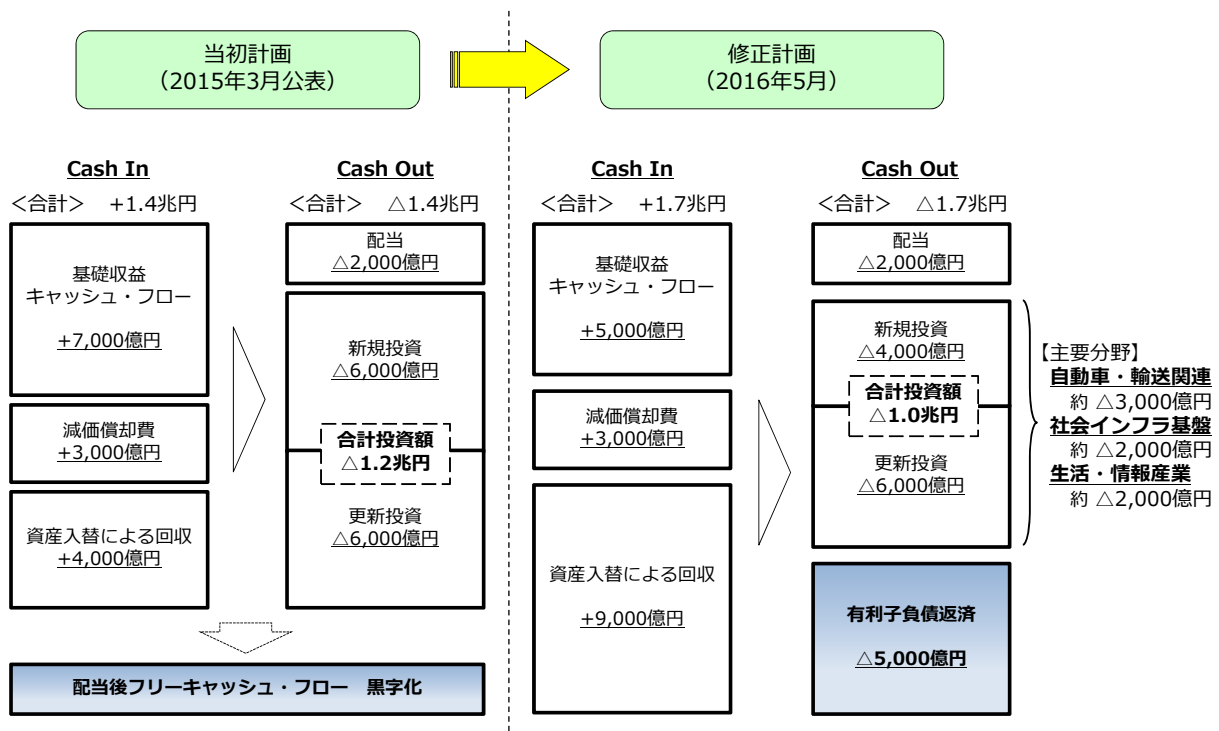 当初計画
（2015年3月公表）
Cash In
＜合計＞ +1.4兆円
基礎収益
キャッシュ・フロー
+7,000億円
減価償却費
+3,000億円
資産入替による回収
+4,000億円
Cash Out
＜合計＞ △1.4兆円
配当
△2,000億円
新規投資
△6,000億円
合計投資額
△1.2兆円
更新投資
△6,000億円
配当後フリーキャッシュ・フロー 黒字化
修正計画
（2016年5月）
Cash In
＜合計＞ +1.7兆円
基礎収益
キャッシュ・フロー
+5,000億円
減価償却費
+3,000億円
資産入替による回収
+9,000億円
Cash Out
＜合計＞ △1.7兆円
配当
△2,000億円
新規投資
△4,000億円
合計投資額
△1.0兆円
更新投資
△6,000億円
有利子負債返済
△5,000億円
【主要分野】
自動車・輸送関連
約 △3,000億円
社会インフラ基盤
約 △2,000億円
生活・情報産業
約 △2,000億円